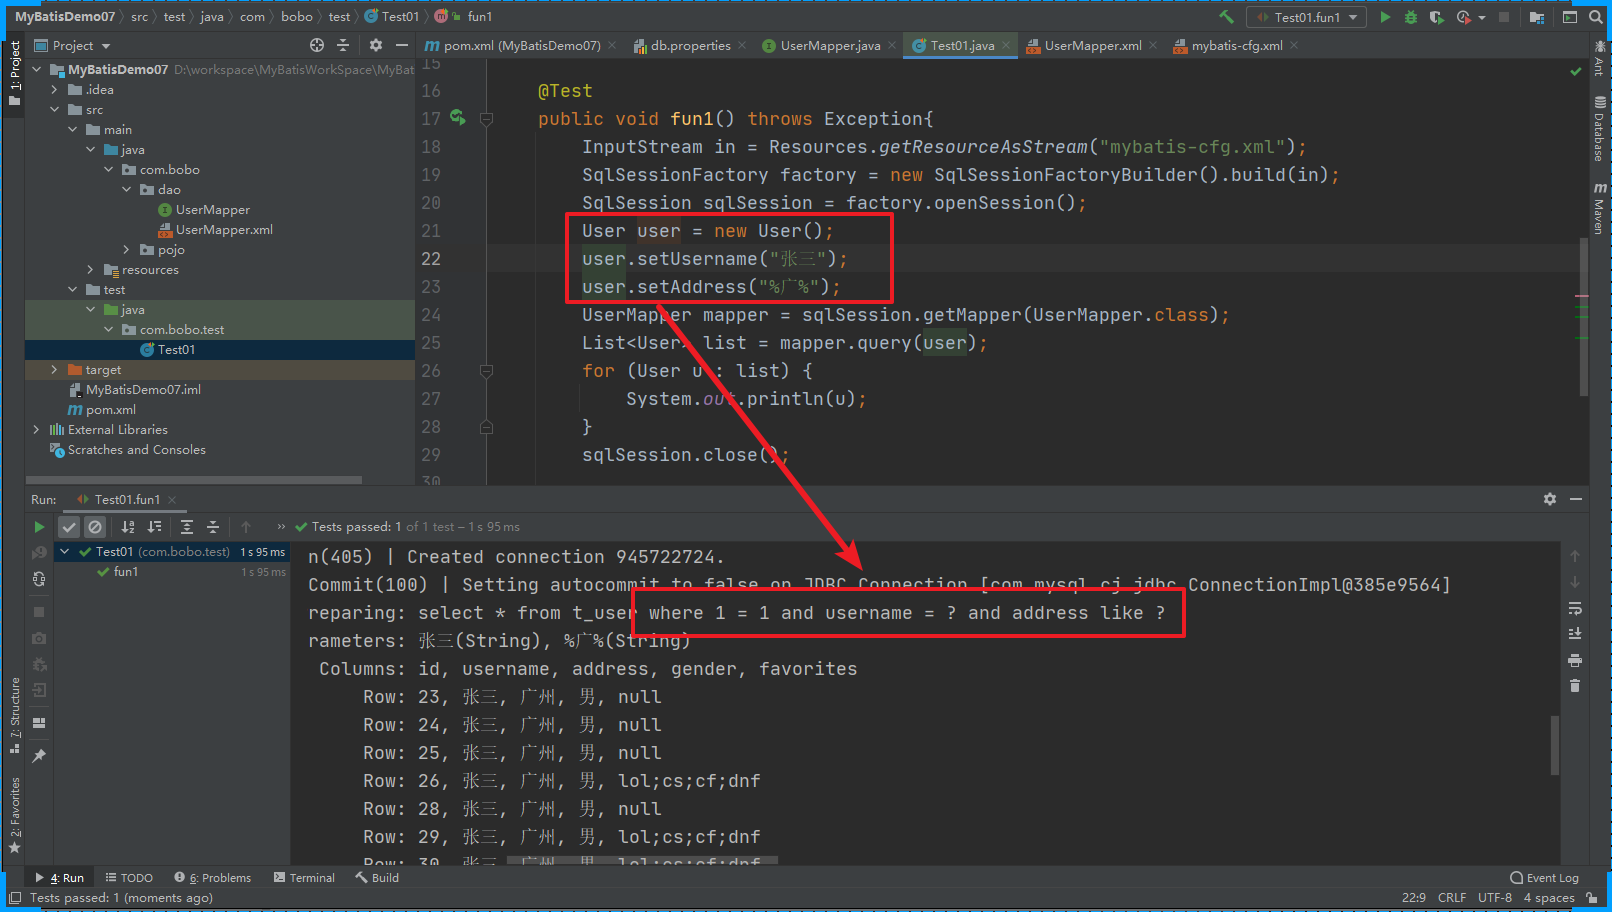 MyBatisDemo07 src test java com bobo test Test01 fun1
Test01.fun1
Project
pom.xml (MyBatisDemo07) db.properties UserMapper.java Test01.java UserMapper.xml mybatis-cfg.xml
1: Project
MyBatisDemo07 D:\workspace\MyBatisWorkSpace\MyBat
.idea
src
main
java
com.bobo
dao
UserMapper
UserMapper.xml
pojo
resources
test
java
com.bobo.test
Test01
target
MyBatisDemo07.iml
pom.xml
External Libraries
Scratches and Consoles
15
16 @Test
17 public void fun1() throws Exception{
18 InputStream in = Resources.getResourceAsStream("mybatis-cfg.xml");
19 SqlSessionFactory factory = new SqlSessionFactoryBuilder().build(in);
20 SqlSession sqlSession = factory.openSession();
21 User user = new User();
22 user.setUsername("张三");
23 user.setAddress("%广%");
24 UserMapper mapper = sqlSession.getMapper(UserMapper.class);
25 List<User> list = mapper.query(user);
26 for (User u : list) {
27 System.out.println(u);
28 }
29 sqlSession.close();
30
Ant
Database
Maven
Run: Test01.fun1
Tests passed: 1 of 1 test – 1 s 95 ms
Test01 (com.bobo.test) 1 s 95 ms
fun1 1 s 95 ms
n(405) | Created connection 945722724.
Commit(100) | Setting autocommit to false on JDBC Connection [com.mysql.cj.jdbc.ConnectionImpl@385e9564]
reparing: select * from t_user where 1 = 1 and username = ? and address like ?
rameters: 张三(String), %广%(String)
Columns: id, username, address, gender, favorites
Row: 23, 张三, 广州, 男, null
Row: 24, 张三, 广州, 男, null
Row: 25, 张三, 广州, 男, null
Row: 26, 张三, 广州, 男, lol;cs;cf;dnf
Row: 28, 张三, 广州, 男, null
Row: 29, 张三, 广州, 男, lol;cs;cf;dnf
Row: 30, 张三, 广州, 男, lol;cs;cf;dnf
7: Structure
2: Favorites
4: Run TODO 6: Problems Terminal Build Event Log
Tests passed: 1 (moments ago) 22:9 CRLF UTF-8 4 spaces